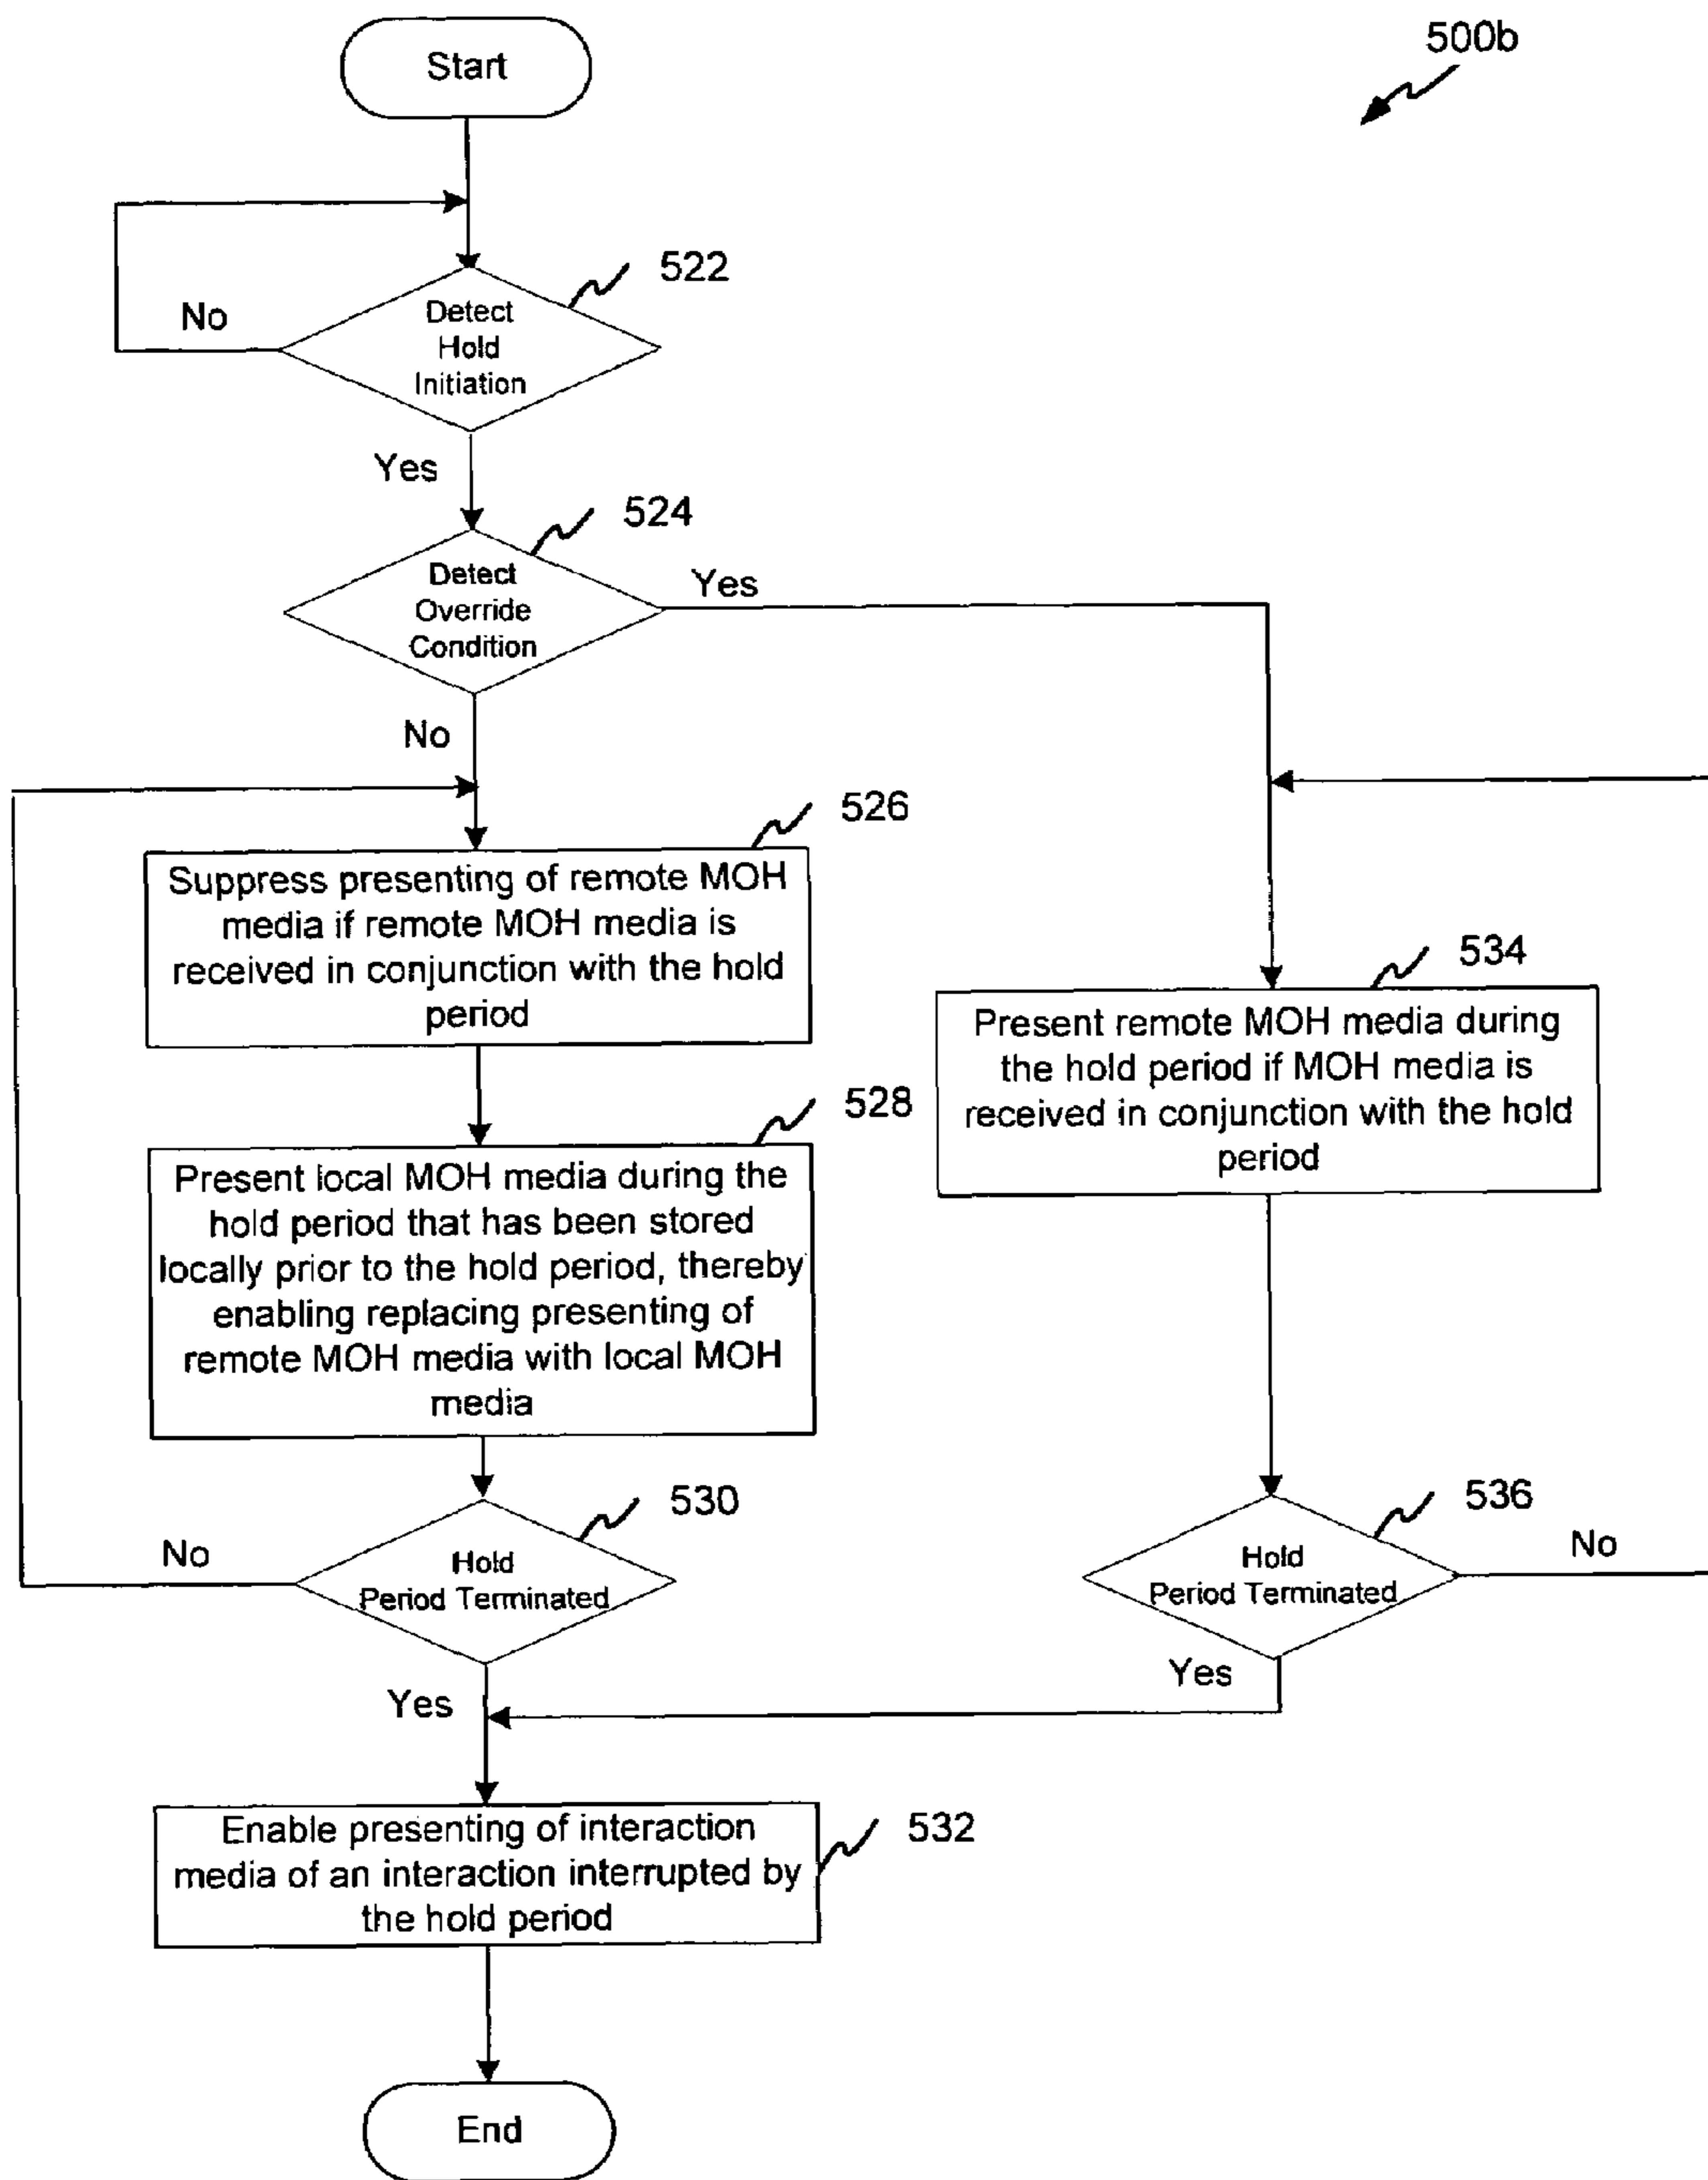 Start
500b
522
No
Detect
Hold
Initiation
Yes
524
Detect
Override
Condition
Yes
No
526
Suppress presenting of remote MOH
media if remote MOH media is
received in conjunction with the hold
period
534
Present remote MOH media during
the hold period if MOH media is
received in conjunction with the hold
period
528
Present local MOH media during the
hold period that has been stored
locally prior to the hold period, thereby
enabling replacing presenting of
remote MOH media with local MOH
media
530
No
Hold
Period Terminated
536
No
Hold
Period Terminated
Yes
Yes
532
Enable presenting of interaction
media of an interaction interrupted by
the hold period
End